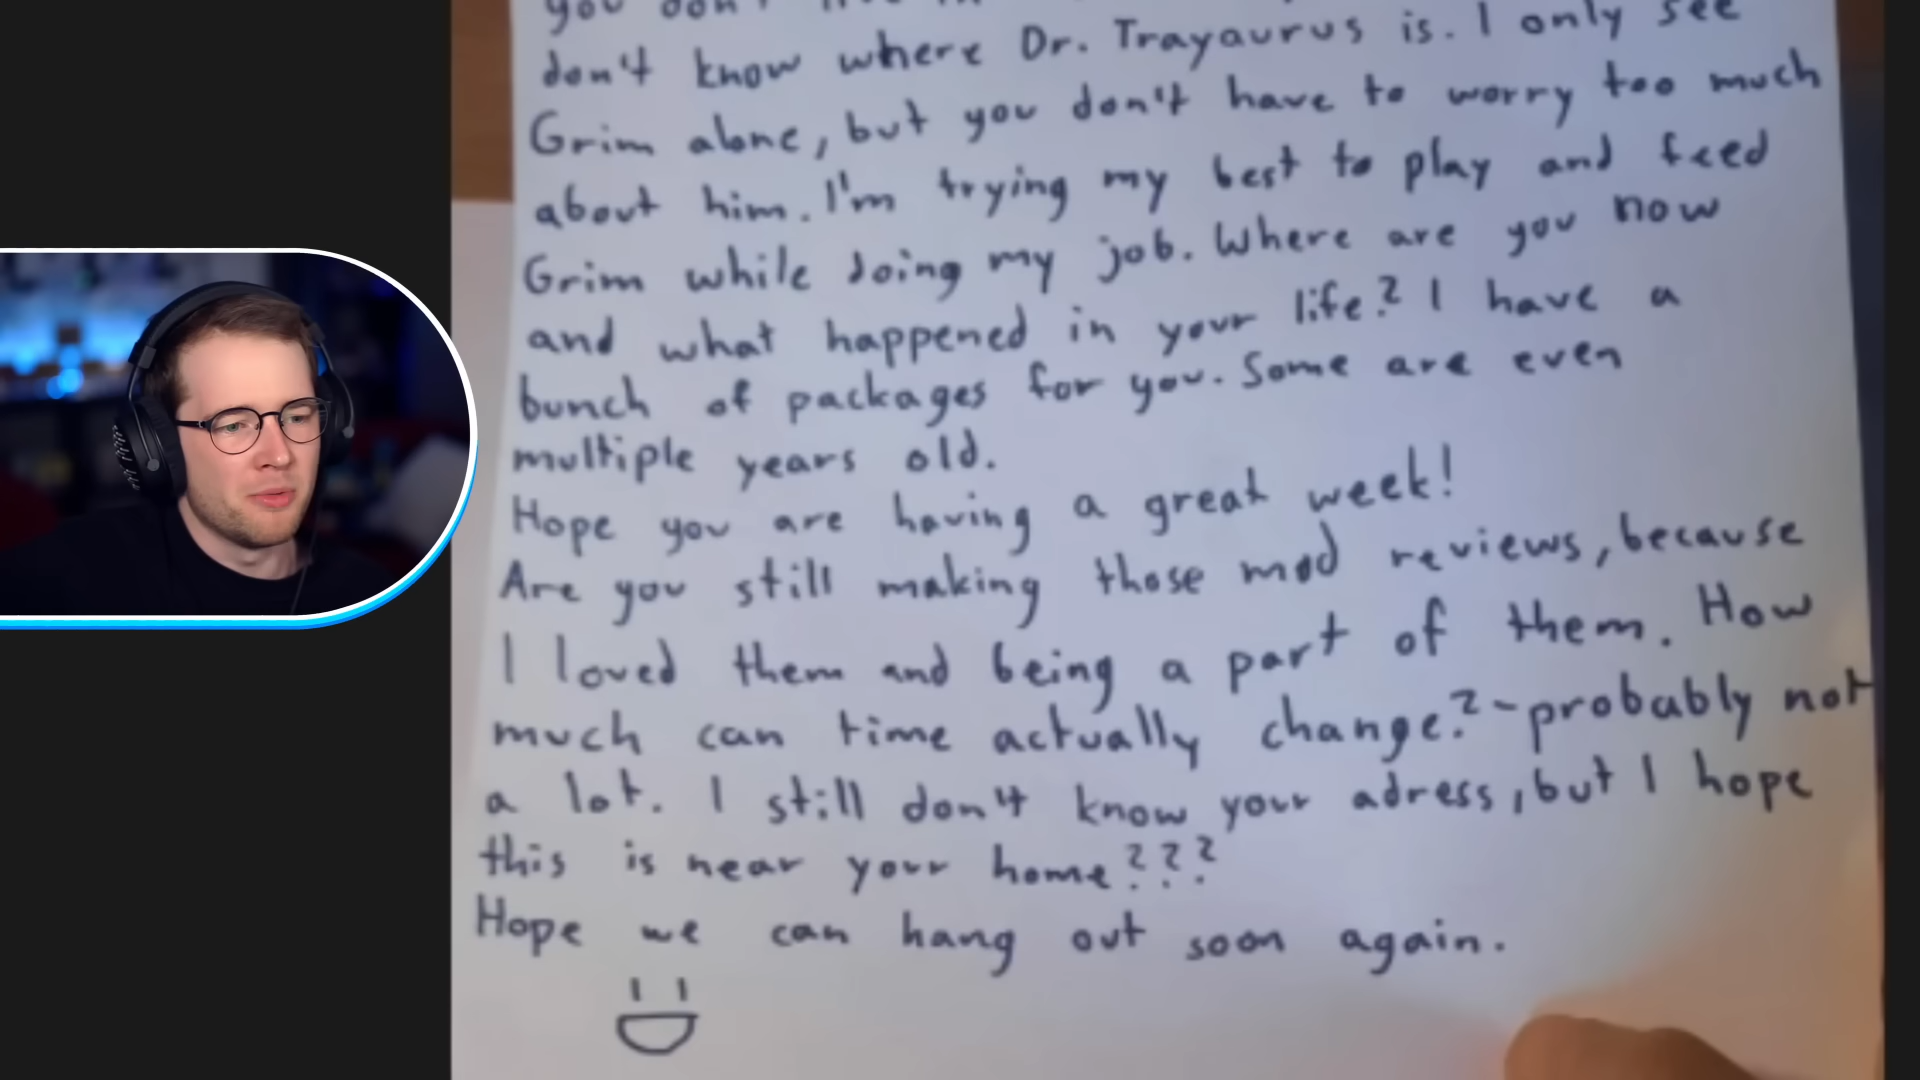 you don't
don't know where Dr. Trayaurus is. I only see
Grim alone, but you don't have to worry too much
about him. I'm trying my best to play and feed
Grim while doing my job. Where are you now
and what happened in your life? I have a
bunch of packages for you. Some are even
multiple years old.
Hope you are having a great week!
Are you still making those mod reviews, because
I loved them and being a part of them. How
much can time actually change? - probably not
a lot. I still don't know your adress, but I hope
this is near your home???
Hope we can hang out soon again.